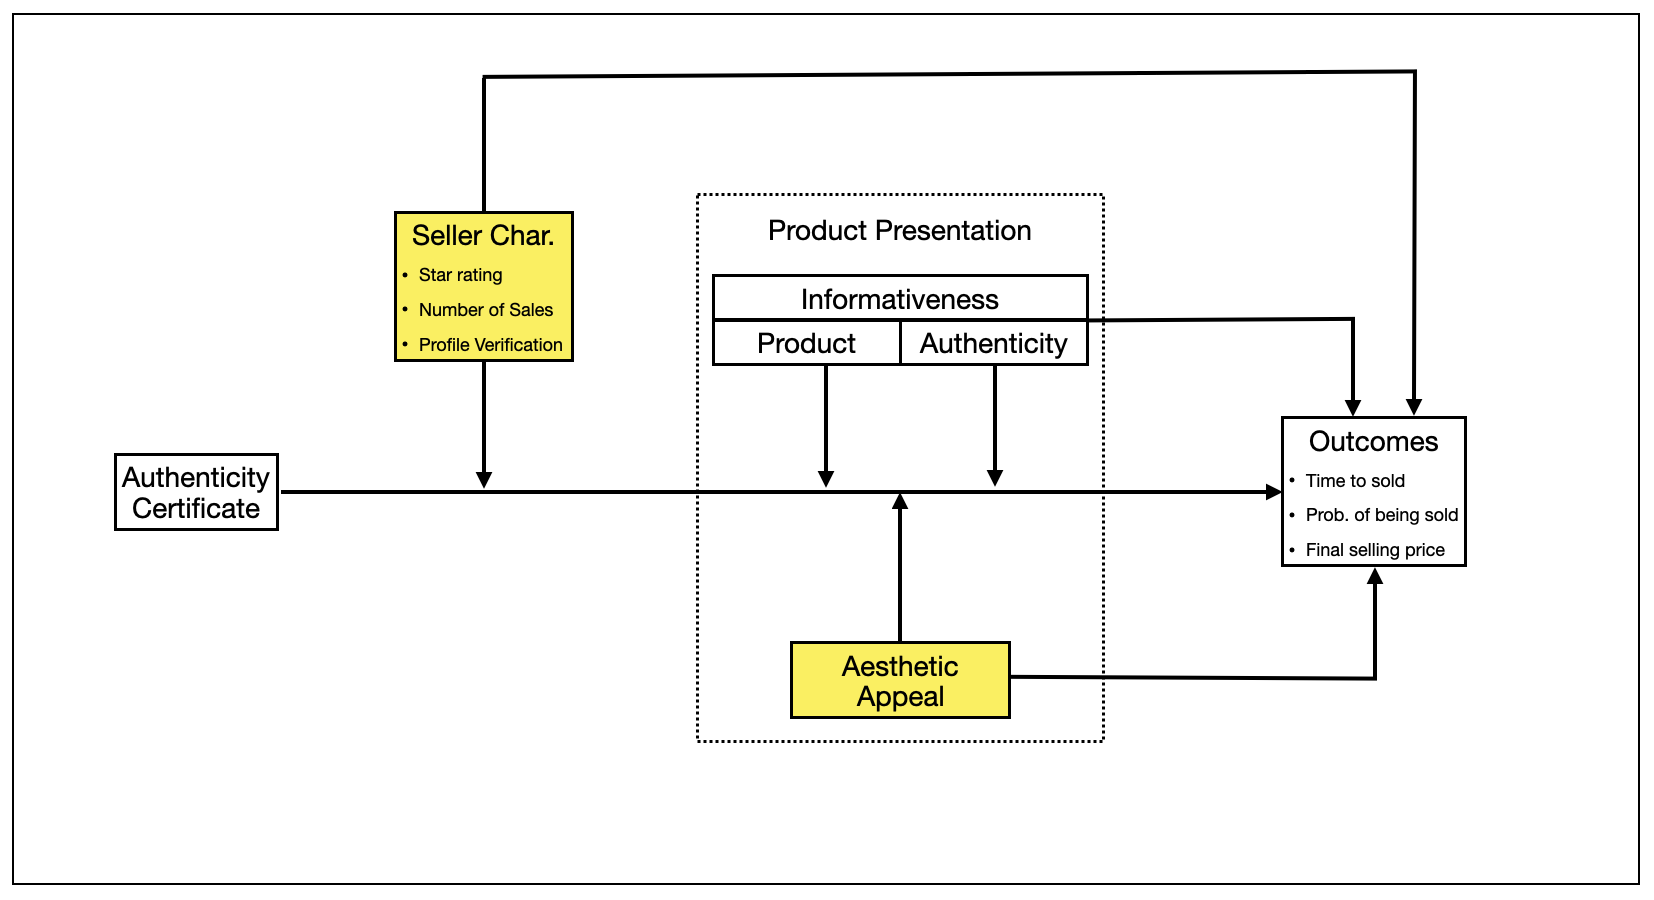 Seller Char.
• Star rating
• Number of Sales
• Profile Verification
Product Presentation
Informativeness
Product
Authenticity
Authenticity
Certificate
Outcomes
• Time to sold
• Prob. of being sold
• Final selling price
Aesthetic
Appeal